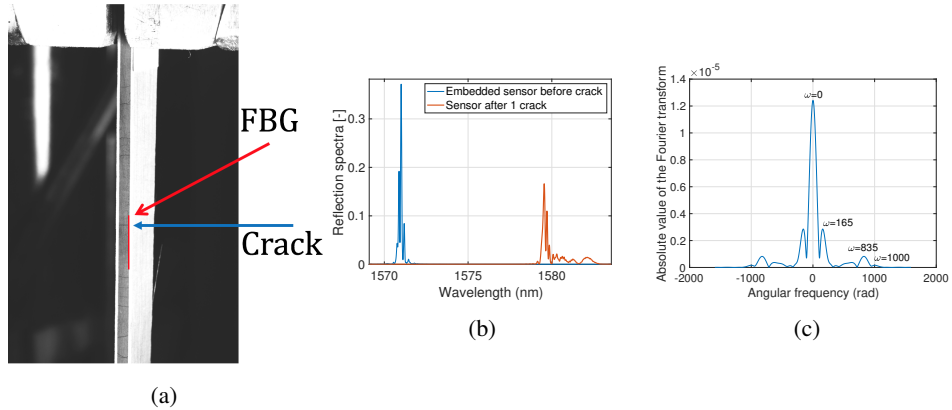 FBG
Crack
(a)
Embedded sensor before crack
Sensor after 1 crack
Reflection spectra [-]
0.3
0.2
0.1
0
1570
1575
1580
Wavelength (nm)
(b)
×10⁻⁵
Absolute value of the Fourier transform
1.4
1.2
1.0
0.8
0.6
0.4
0.2
0.0
ω=0
ω=165
ω=835
ω=1000
-2000
-1000
0
1000
2000
Angular frequency (rad)
(c)